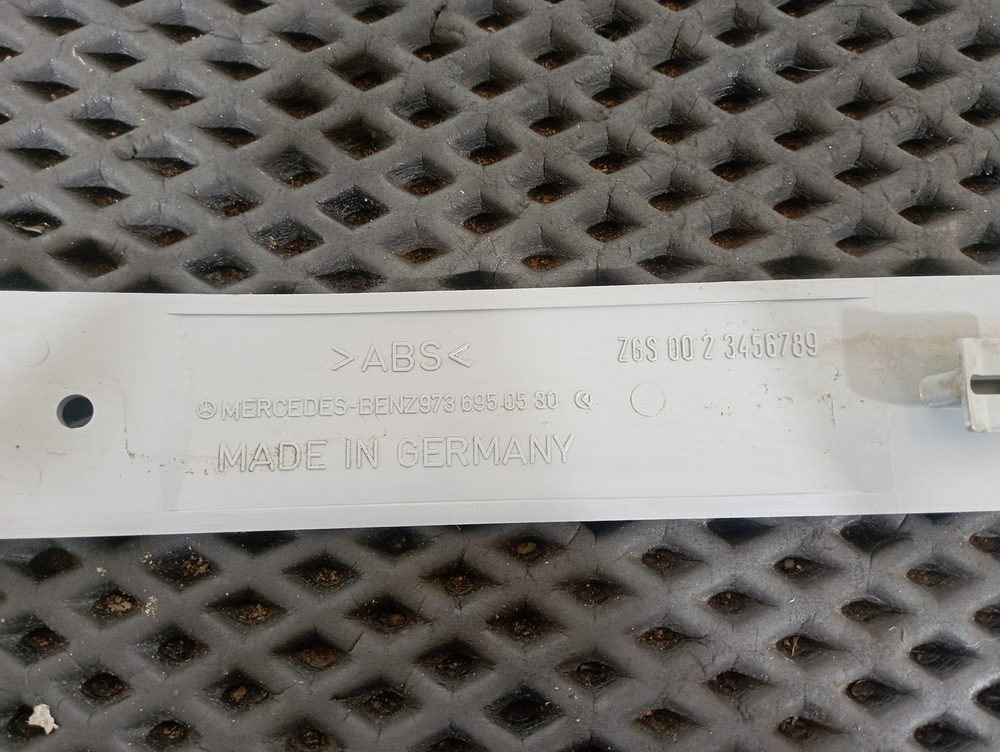 >ABS<
MERCEDES-BENZ973 695 05 30
MADE IN GERMANY
ZGS 00 2 3456789